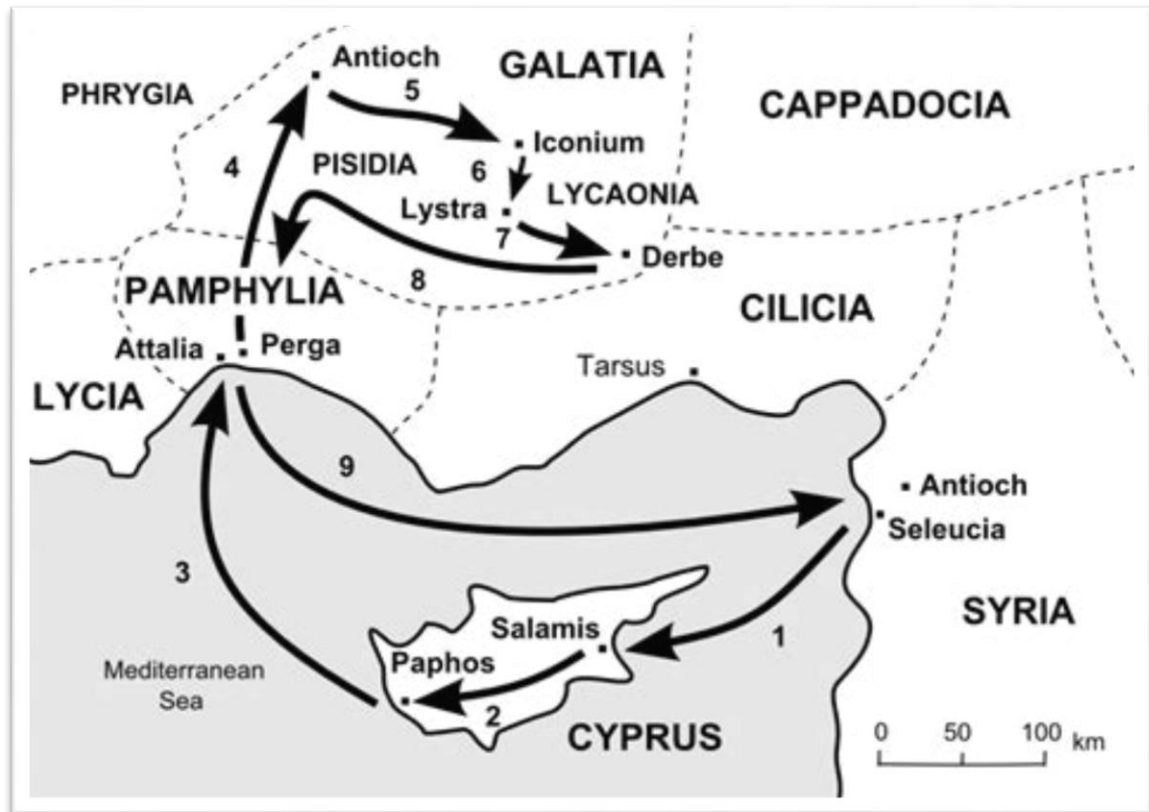 Antioch
GALATIA
PHRYGIA
5
CAPPADOCIA
Iconium
4
PISIDIA
6
LYCAONIA
Lystra
7
Derbe
8
PAMPHYLIA
CILICIA
Attalia
Perga
Tarsus
LYCIA
9
Antioch
Seleucia
3
SYRIA
Salamis
1
Paphos
Mediterranean
Sea
2
CYPRUS
0 50 100 km